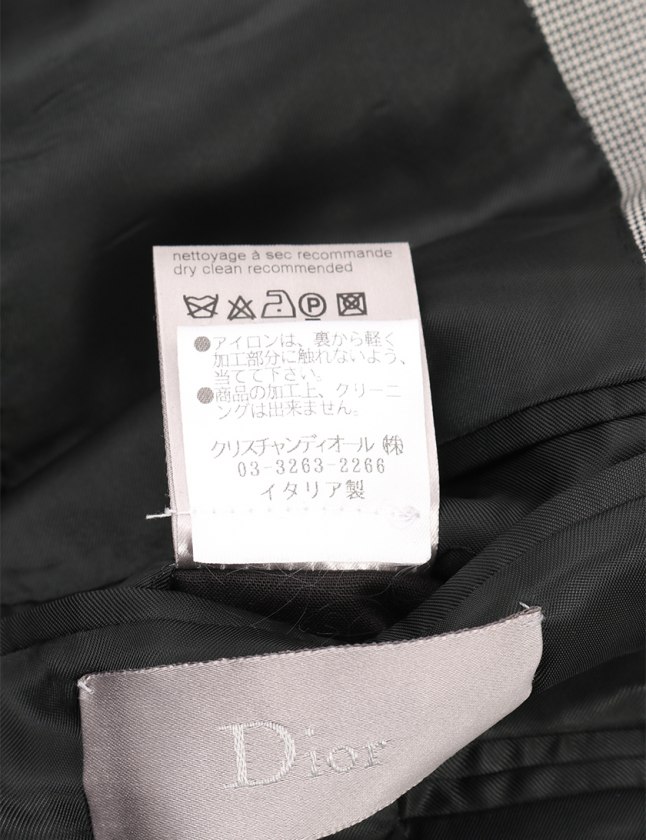 nettoyage à sec recommande
dry clean recommended
P
●アイロンは、裏から軽く
加工部分に触れないよう、
当てて下さい。
●商品の加工上、クリーニ
ングは出来ません。
クリスチャンディオール ㈱
03-3263-2266
イタリア製
Dior